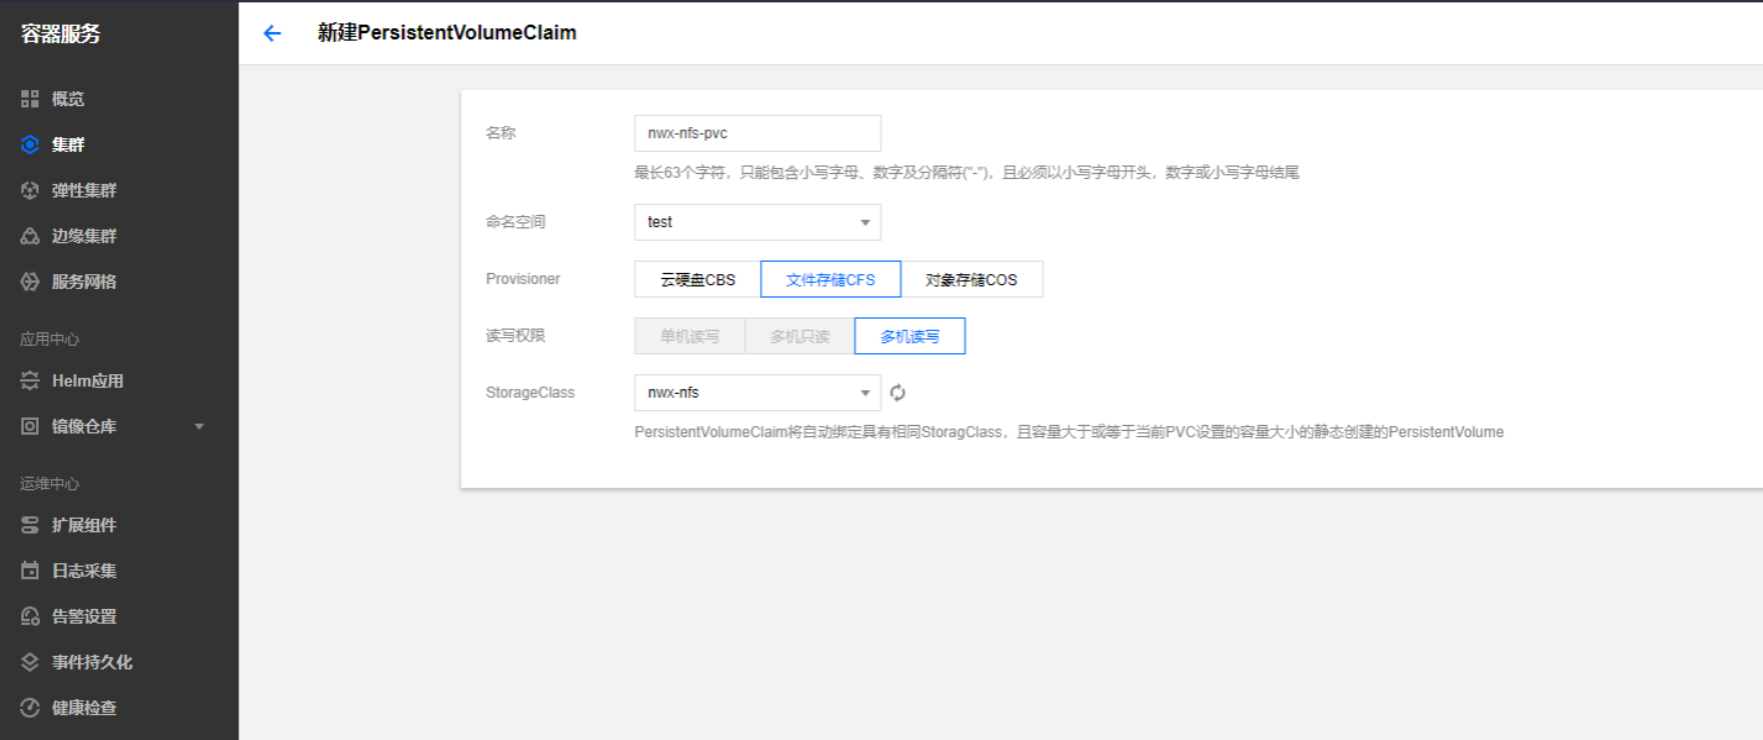 容器服务
新建PersistentVolumeClaim
概览
集群
弹性集群
边缘集群
服务网格
应用中心
Helm应用
镜像仓库
运维中心
扩展组件
日志采集
告警设置
事件持久化
健康检查
名称
nwx-nfs-pvc
最长63个字符，只能包含小写字母、数字及分隔符("-")，且必须以小写字母开头，数字或小写字母结尾
命名空间
test
Provisioner
云硬盘CBS 文件存储CFS 对象存储COS
读写权限
单机读写 多机只读 多机读写
StorageClass
nwx-nfs
PersistentVolumeClaim将自动绑定具有相同StoragClass，且容量大于或等于当前PVC设置的容量大小的静态创建的PersistentVolume